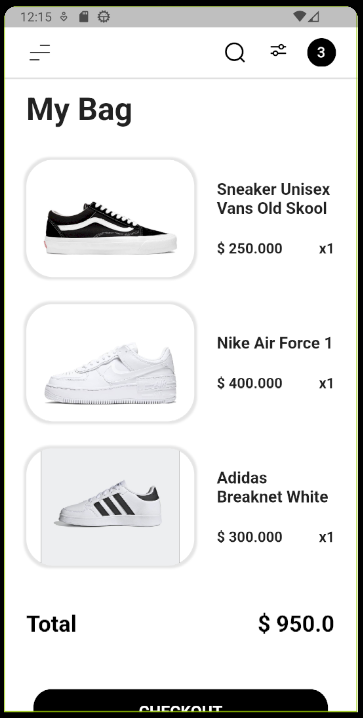 12:15
3
My Bag
Sneaker Unisex
Vans Old Skool
$ 250.000 x1
Nike Air Force 1
$ 400.000 x1
Adidas
Breaknet White
$ 300.000 x1
Total $ 950.0
CHECKOUT